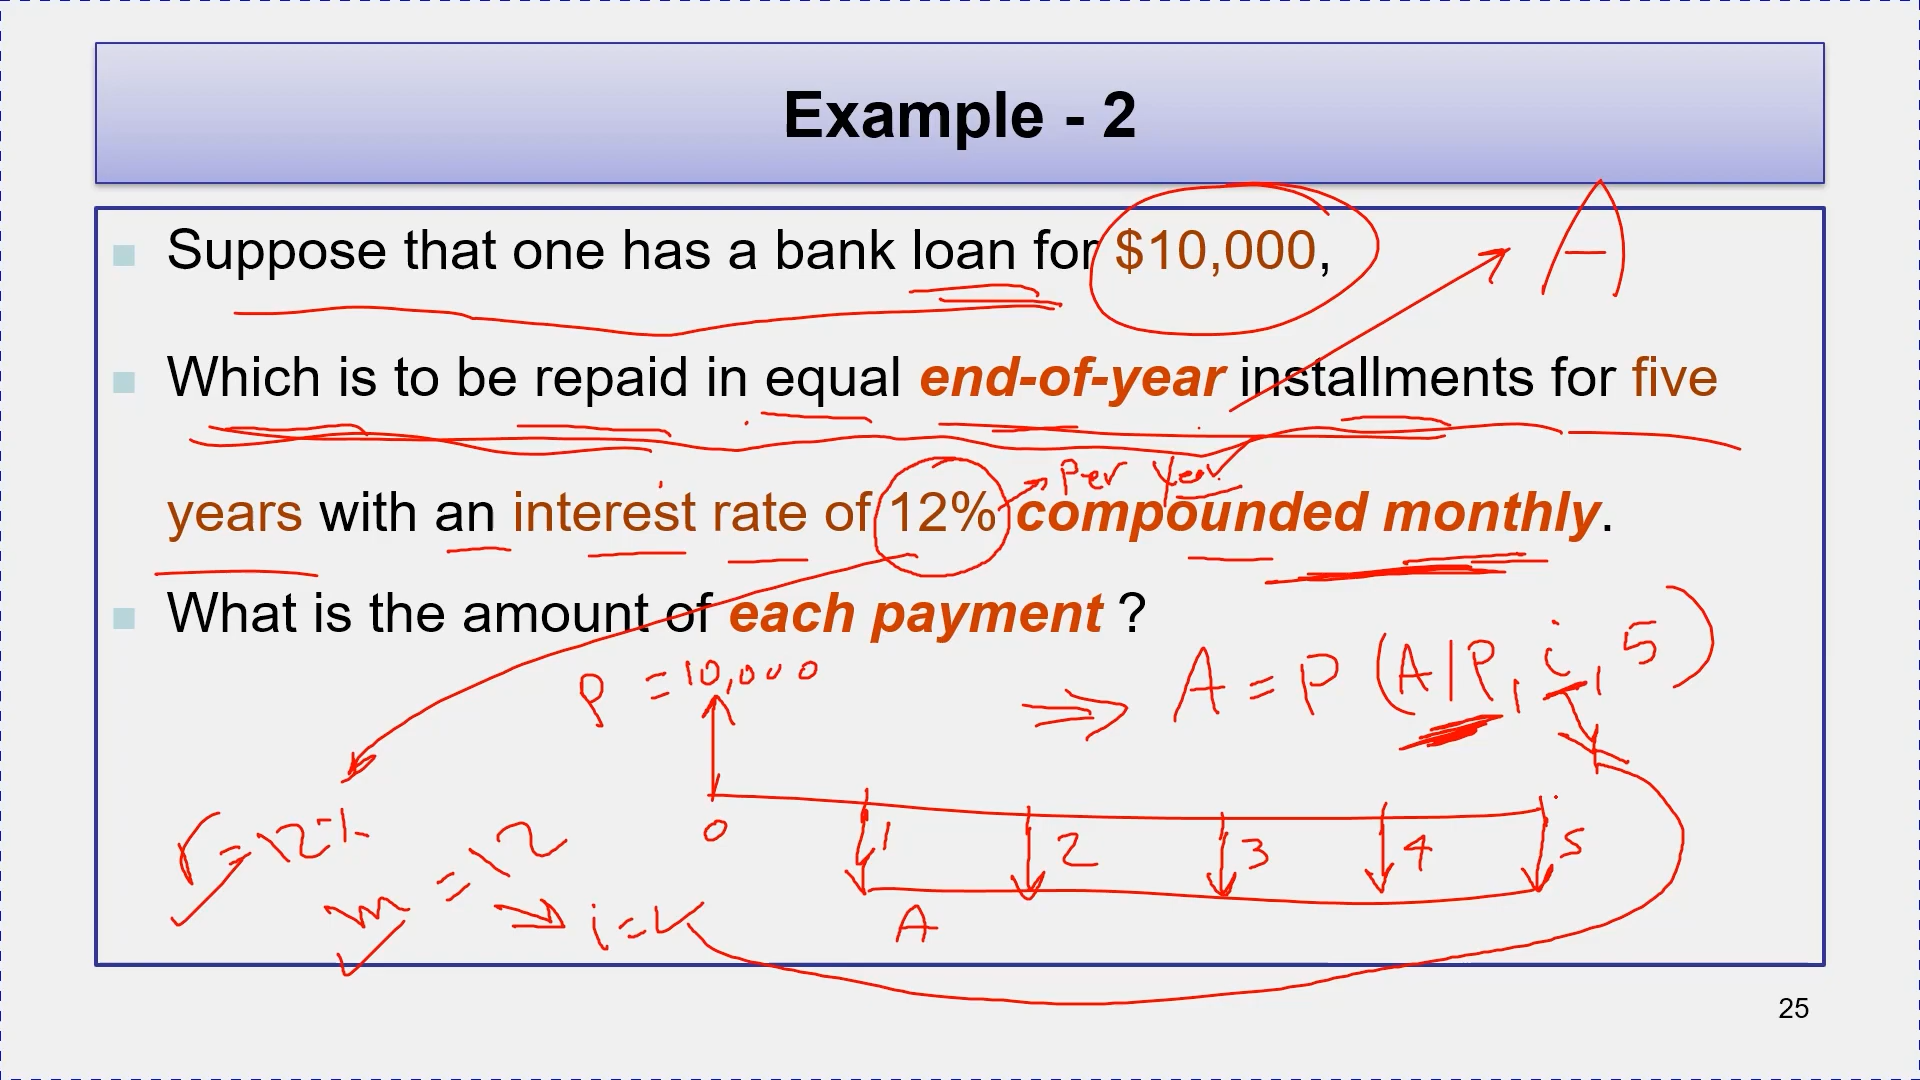 Example - 2
Suppose that one has a bank loan for $10,000,
A
Which is to be repaid in equal end-of-year installments for five
Per Year
years with an interest rate of 12% compounded monthly.
What is the amount of each payment ?
P = 10,000
⇒ A = P (A|P, i, 5)
0 1 2 3 4 5
r = 12%
m = 12
→ i =
A
25